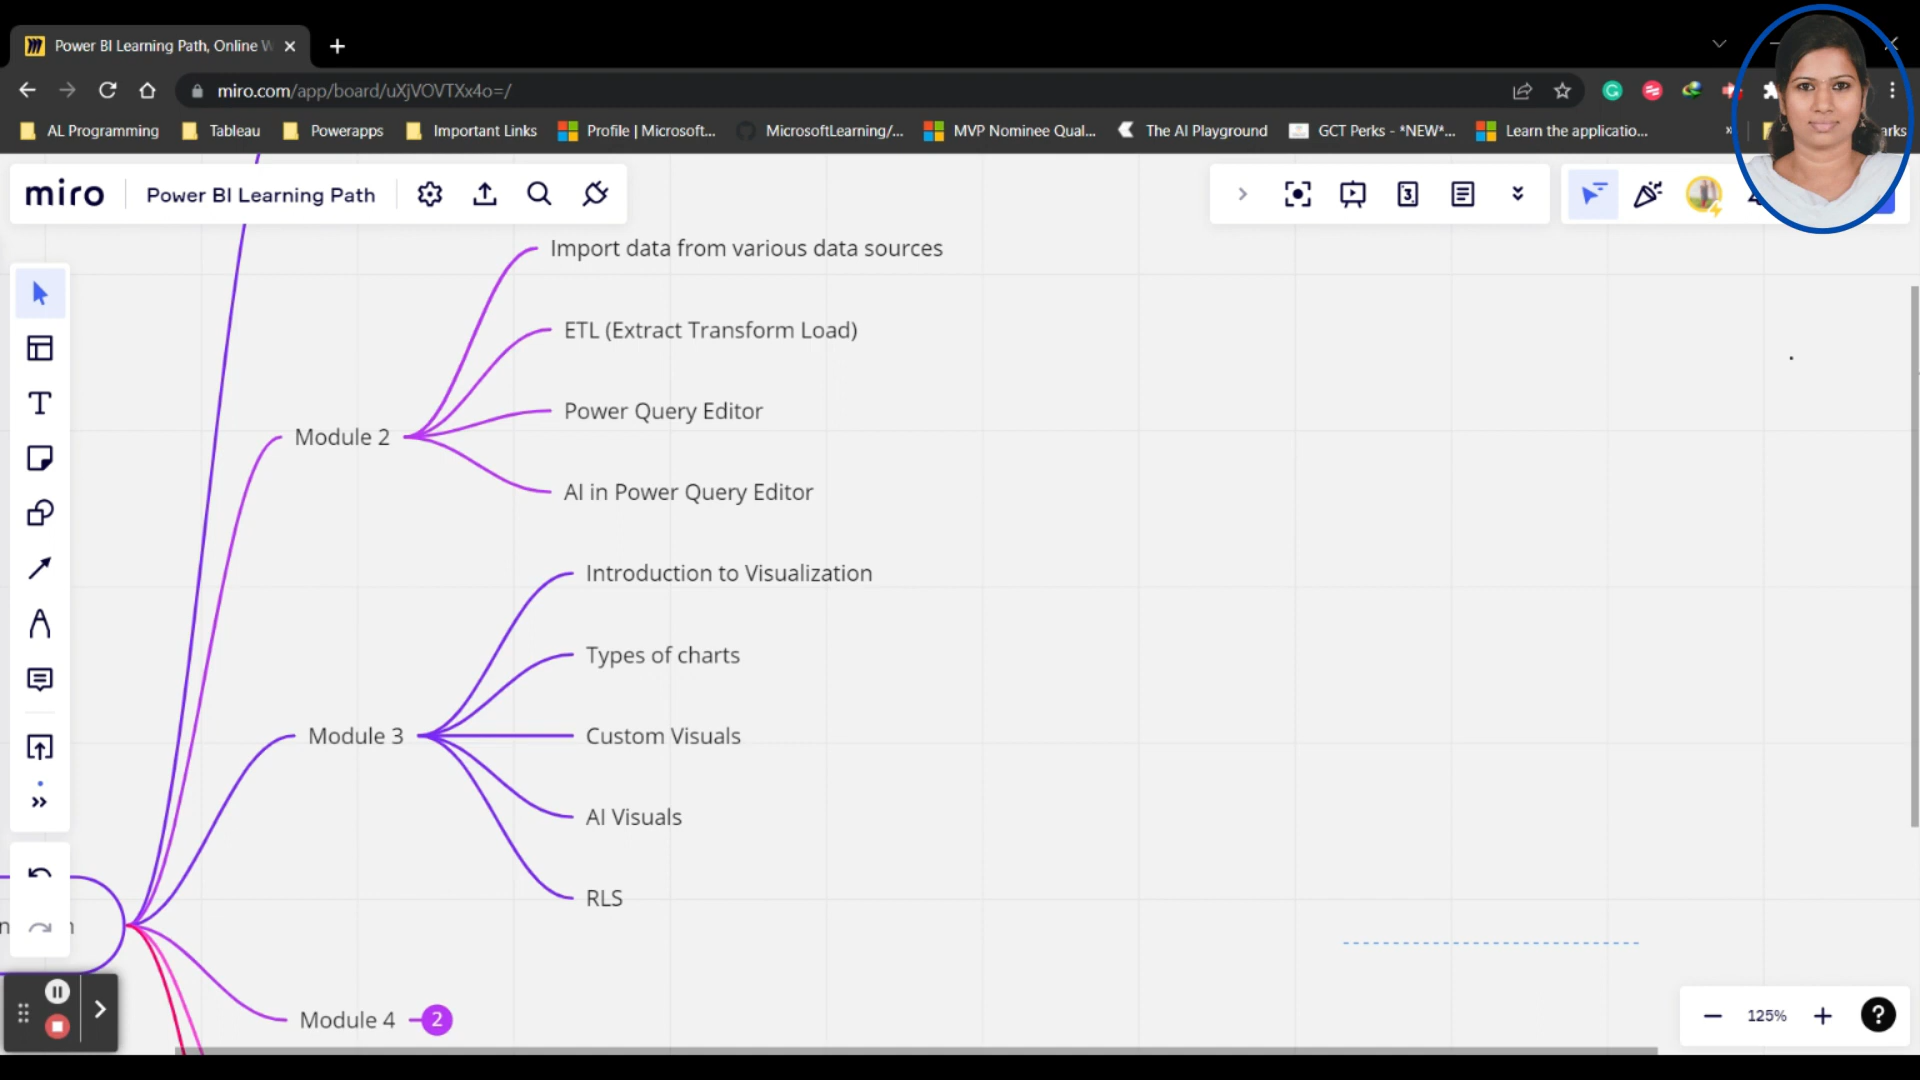 Power BI Learning Path, Online W
miro.com/app/board/uXjVOVTXx4o=/
AL Programming Tableau Powerapps Important Links Profile | Microsoft... MicrosoftLearning/... MVP Nominee Qual... The AI Playground GCT Perks - *NEW*... Learn the applicatio... » arks
miro Power BI Learning Path
3
Import data from various data sources
ETL (Extract Transform Load)
Power Query Editor
Module 2
AI in Power Query Editor
Introduction to Visualization
Types of charts
Module 3
Custom Visuals
AI Visuals
RLS
Module 4 2
125%